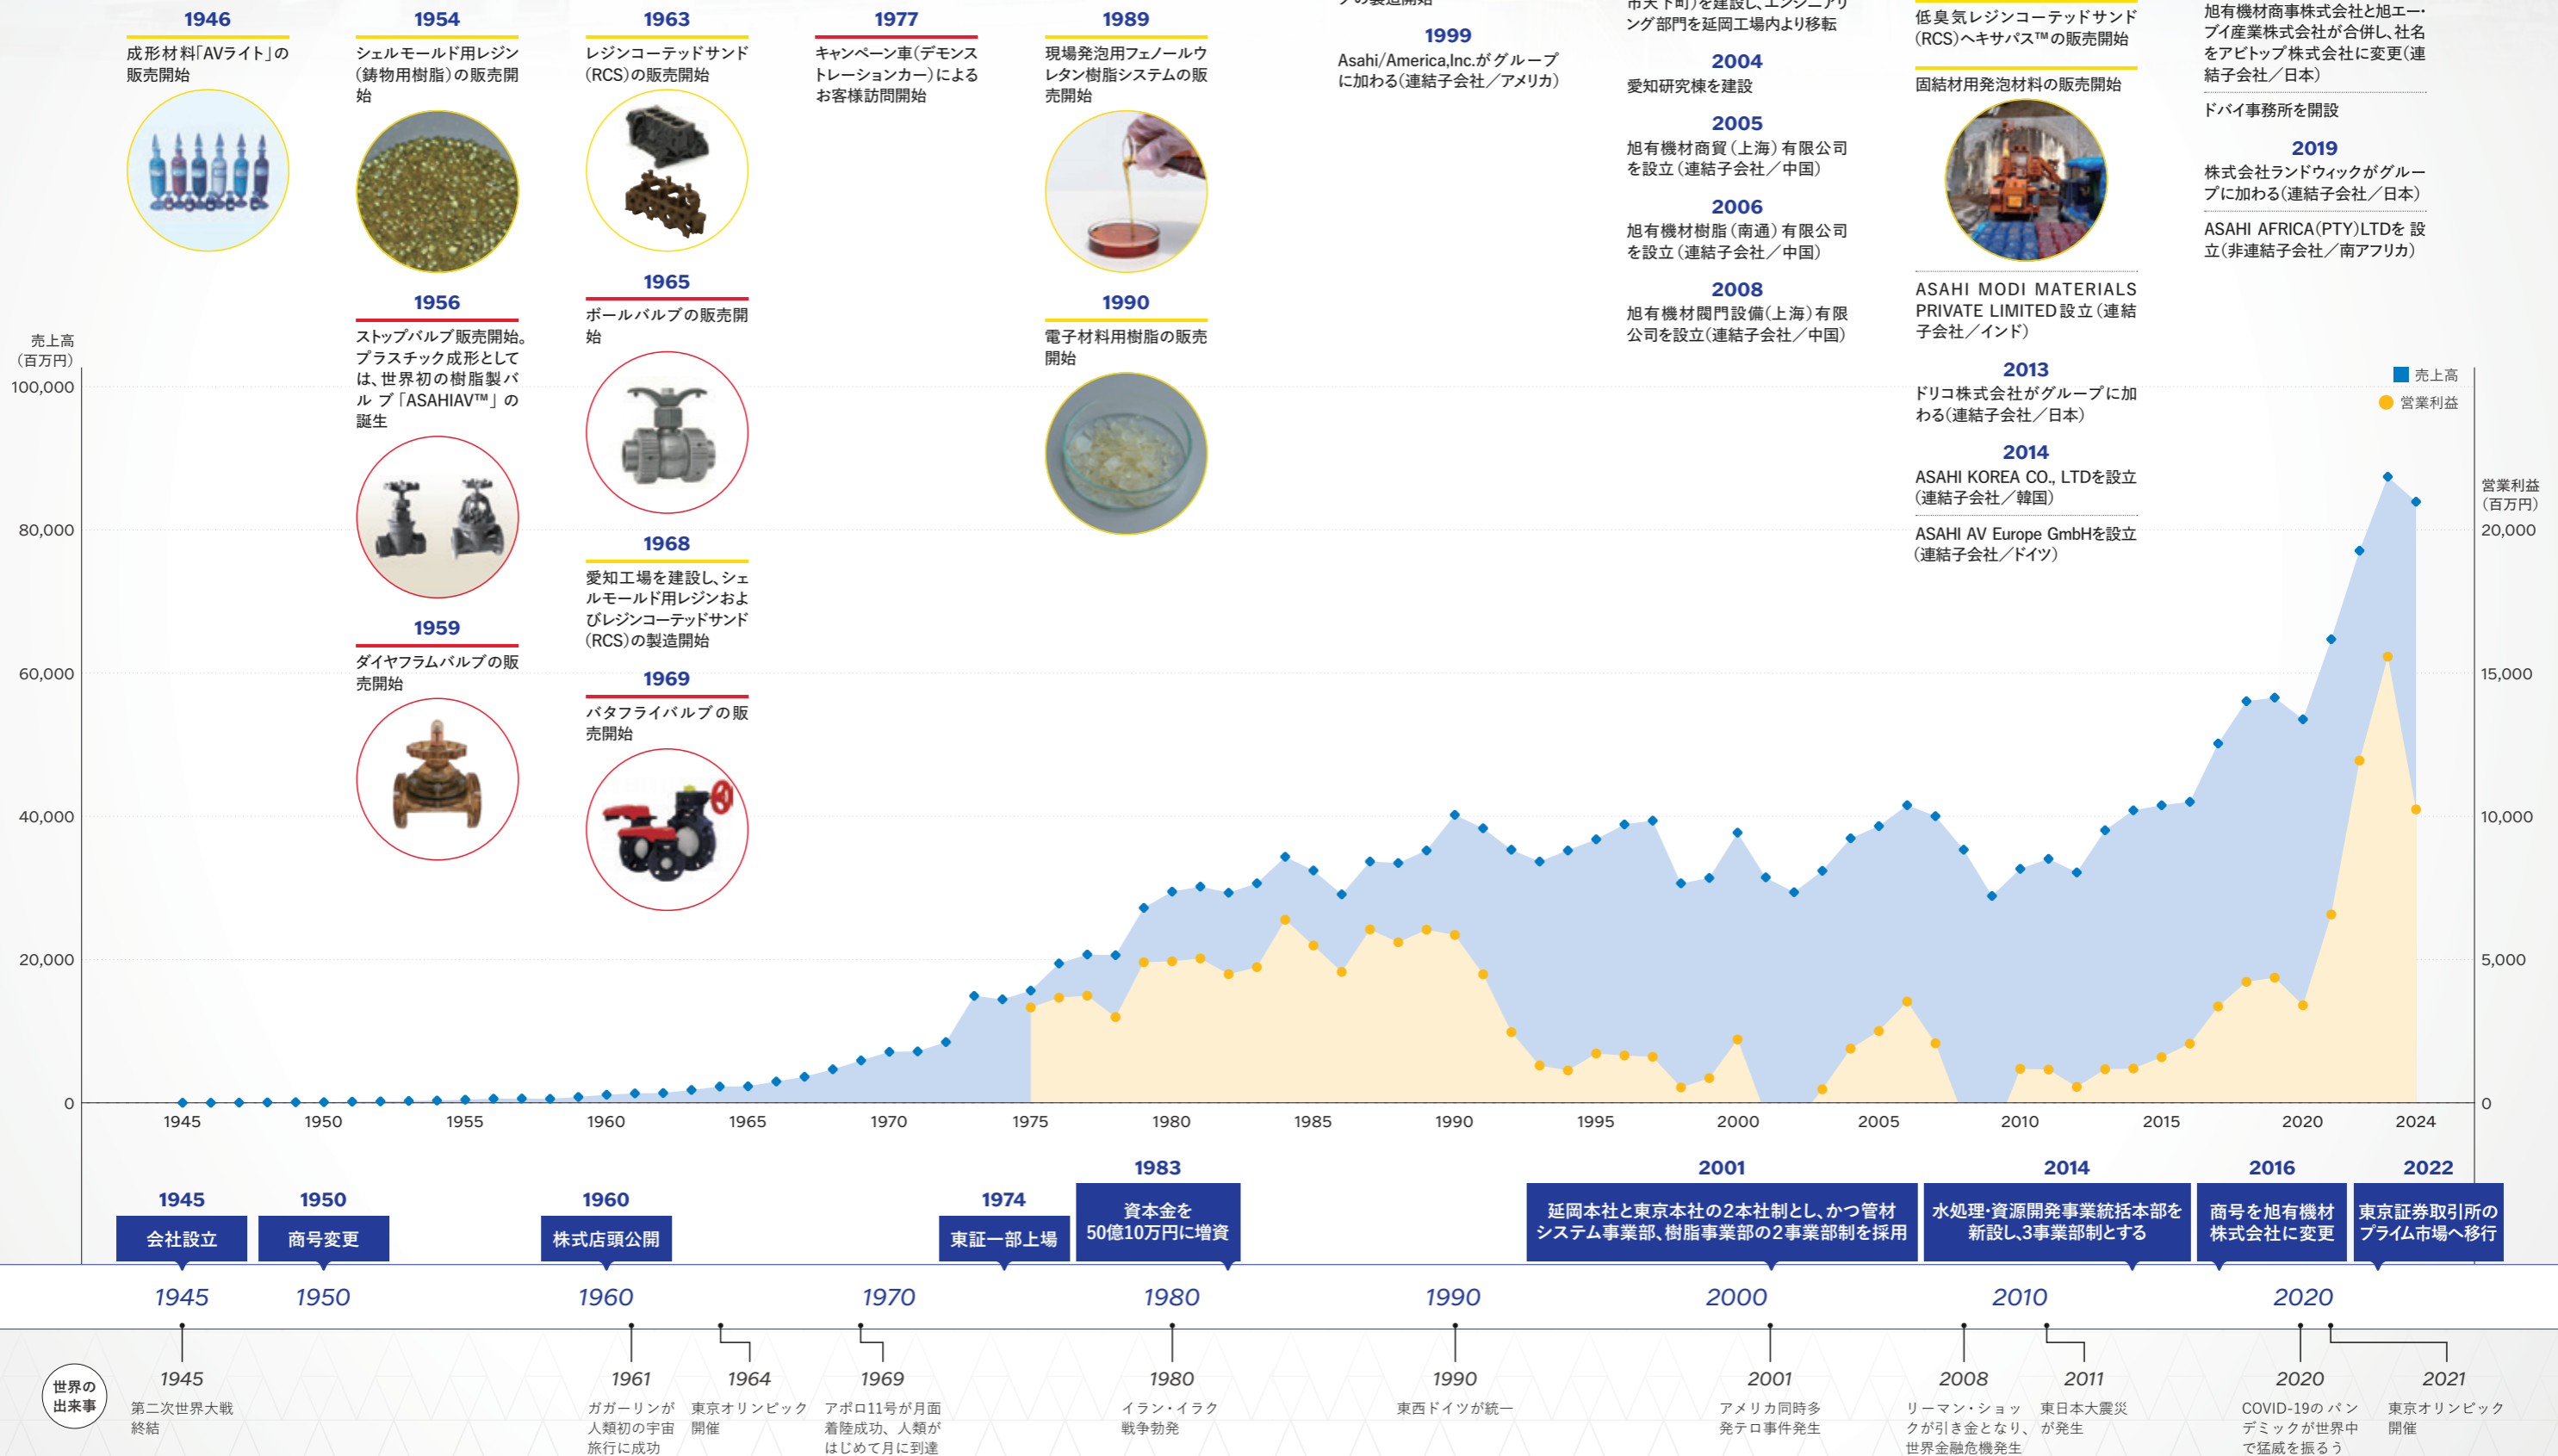 1946
成形材料「AVライト」の
販売開始
1954
シェルモールド用レジン
(鋳物用樹脂)の販売開
始
1956
ストップバルブ販売開始。
プラスチック成形として
は、世界初の樹脂製バ
ルブ「ASAHIAV™」の
誕生
1959
ダイヤフラムバルブの販
売開始
1963
レジンコーテッドサンド
(RCS)の販売開始
1965
ボールバルブの販売開
始
1968
愛知工場を建設し、シェ
ルモールド用レジンおよ
びレジンコーテッドサンド
(RCS)の製造開始
1969
バタフライバルブの販
売開始
1977
キャンペーン車(デモンス
トレーションカー)による
お客様訪問開始
1989
現場発泡用フェノールウ
レタン樹脂システムの販
売開始
1990
電子材料用樹脂の販売
開始
1999
Asahi/America,Inc.がグループ
に加わる(連結子会社/アメリカ)
市天下町)を建設し、エンジニアリ
ング部門を延岡工場内より移転
2004
愛知研究棟を建設
2005
旭有機材商貿(上海)有限公司
を設立(連結子会社/中国)
2006
旭有機材樹脂(南通)有限公司
を設立(連結子会社/中国)
2008
旭有機材閥門設備(上海)有限
公司を設立(連結子会社/中国)
低臭気レジンコーテッドサンド
(RCS)ヘキサパス™の販売開始
固結材用発泡材料の販売開始
ASAHI MODI MATERIALS
PRIVATE LIMITED設立(連結
子会社/インド)
2013
ドリコ株式会社がグループに加
わる(連結子会社/日本)
2014
ASAHI KOREA CO., LTDを設立
(連結子会社/韓国)
ASAHI AV Europe GmbHを設立
(連結子会社/ドイツ)
旭有機材商事株式会社と旭エー・
ブイ産業株式会社が合併し、社名
をアビトップ株式会社に変更(連
結子会社/日本)
ドバイ事務所を開設
2019
株式会社ランドウィックがグルー
プに加わる(連結子会社/日本)
ASAHI AFRICA(PTY)LTDを 設
立(非連結子会社/南アフリカ)
売上高
(百万円)
100,000
80,000
60,000
40,000
20,000
0
売上高
営業利益
営業利益
(百万円)
20,000
15,000
10,000
5,000
0
1945 1950 1955 1960 1965 1970 1975 1980 1985 1990 1995 2000 2005 2010 2015 2020 2024
1945
会社設立
1950
商号変更
1960
株式店頭公開
1974
東証一部上場
1983
資本金を
50億10万円に増資
2001
延岡本社と東京本社の2本社制とし、かつ管材
システム事業部、樹脂事業部の2事業部制を採用
2014
水処理・資源開発事業統括本部を
新設し、3事業部制とする
2016
商号を旭有機材
株式会社に変更
2022
東京証券取引所の
プライム市場へ移行
1945 1950 1960 1970 1980 1990 2000 2010 2020
世界の
出来事
1945
第二次世界大戦
終結
1961
ガガーリンが
人類初の宇宙
旅行に成功
1964
東京オリンピック
開催
1969
アポロ11号が月面
着陸成功、人類が
はじめて月に到達
1980
イラン・イラク
戦争勃発
1990
東西ドイツが統一
2001
アメリカ同時多
発テロ事件発生
2008
リーマン・ショッ
クが引き金となり、
世界金融危機発生
2011
東日本大震災
が発生
2020
COVID-19のパン
デミックが世界中
で猛威を振るう
2021
東京オリンピック
開催